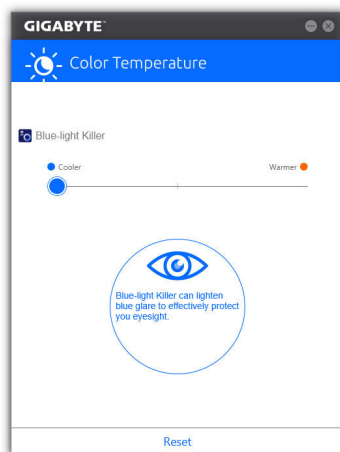 GIGABYTE™
Color Temperature
Blue-light Killer
Cooler Warmer
Blue-light Killer can lighten
blue glare to effectively protect
you eyesight.
Reset